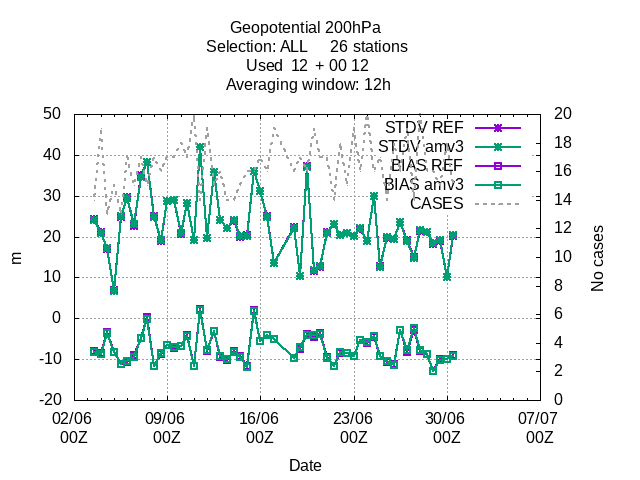 Geopotential 200hPa
Selection: ALL     26 stations
Used  12 + 00 12
Averaging window: 12h
50
40
30
20
10
0
-10
-20
m
20
18
16
14
12
10
8
6
4
2
0
No cases
STDV REF
STDV amv3
BIAS REF
BIAS amv3
CASES
02/06 09/06 16/06 23/06 30/06 07/07
00Z 00Z 00Z 00Z 00Z 00Z
Date